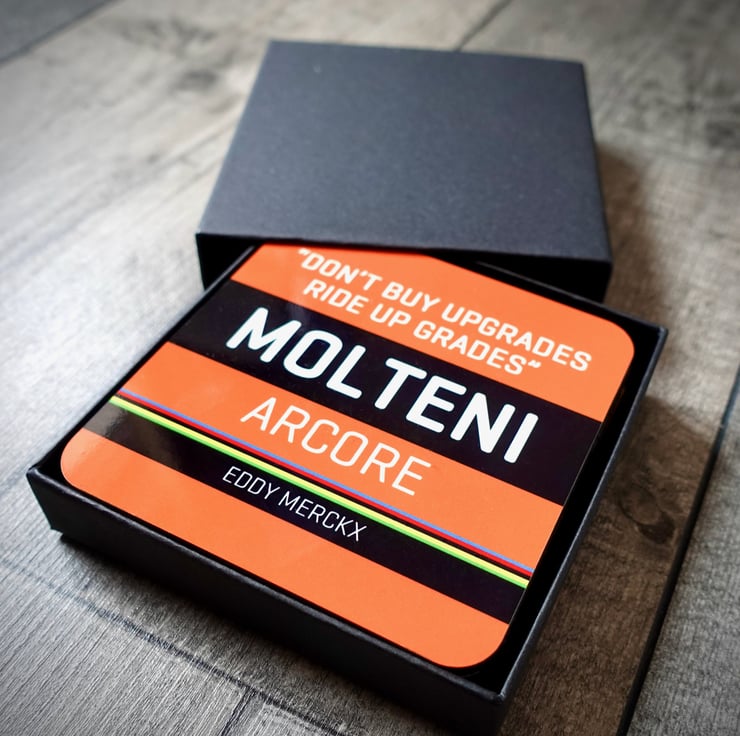 "DON'T BUY UPGRADES
RIDE UP GRADES"
MOLTENI
ARCORE
EDDY MERCKX